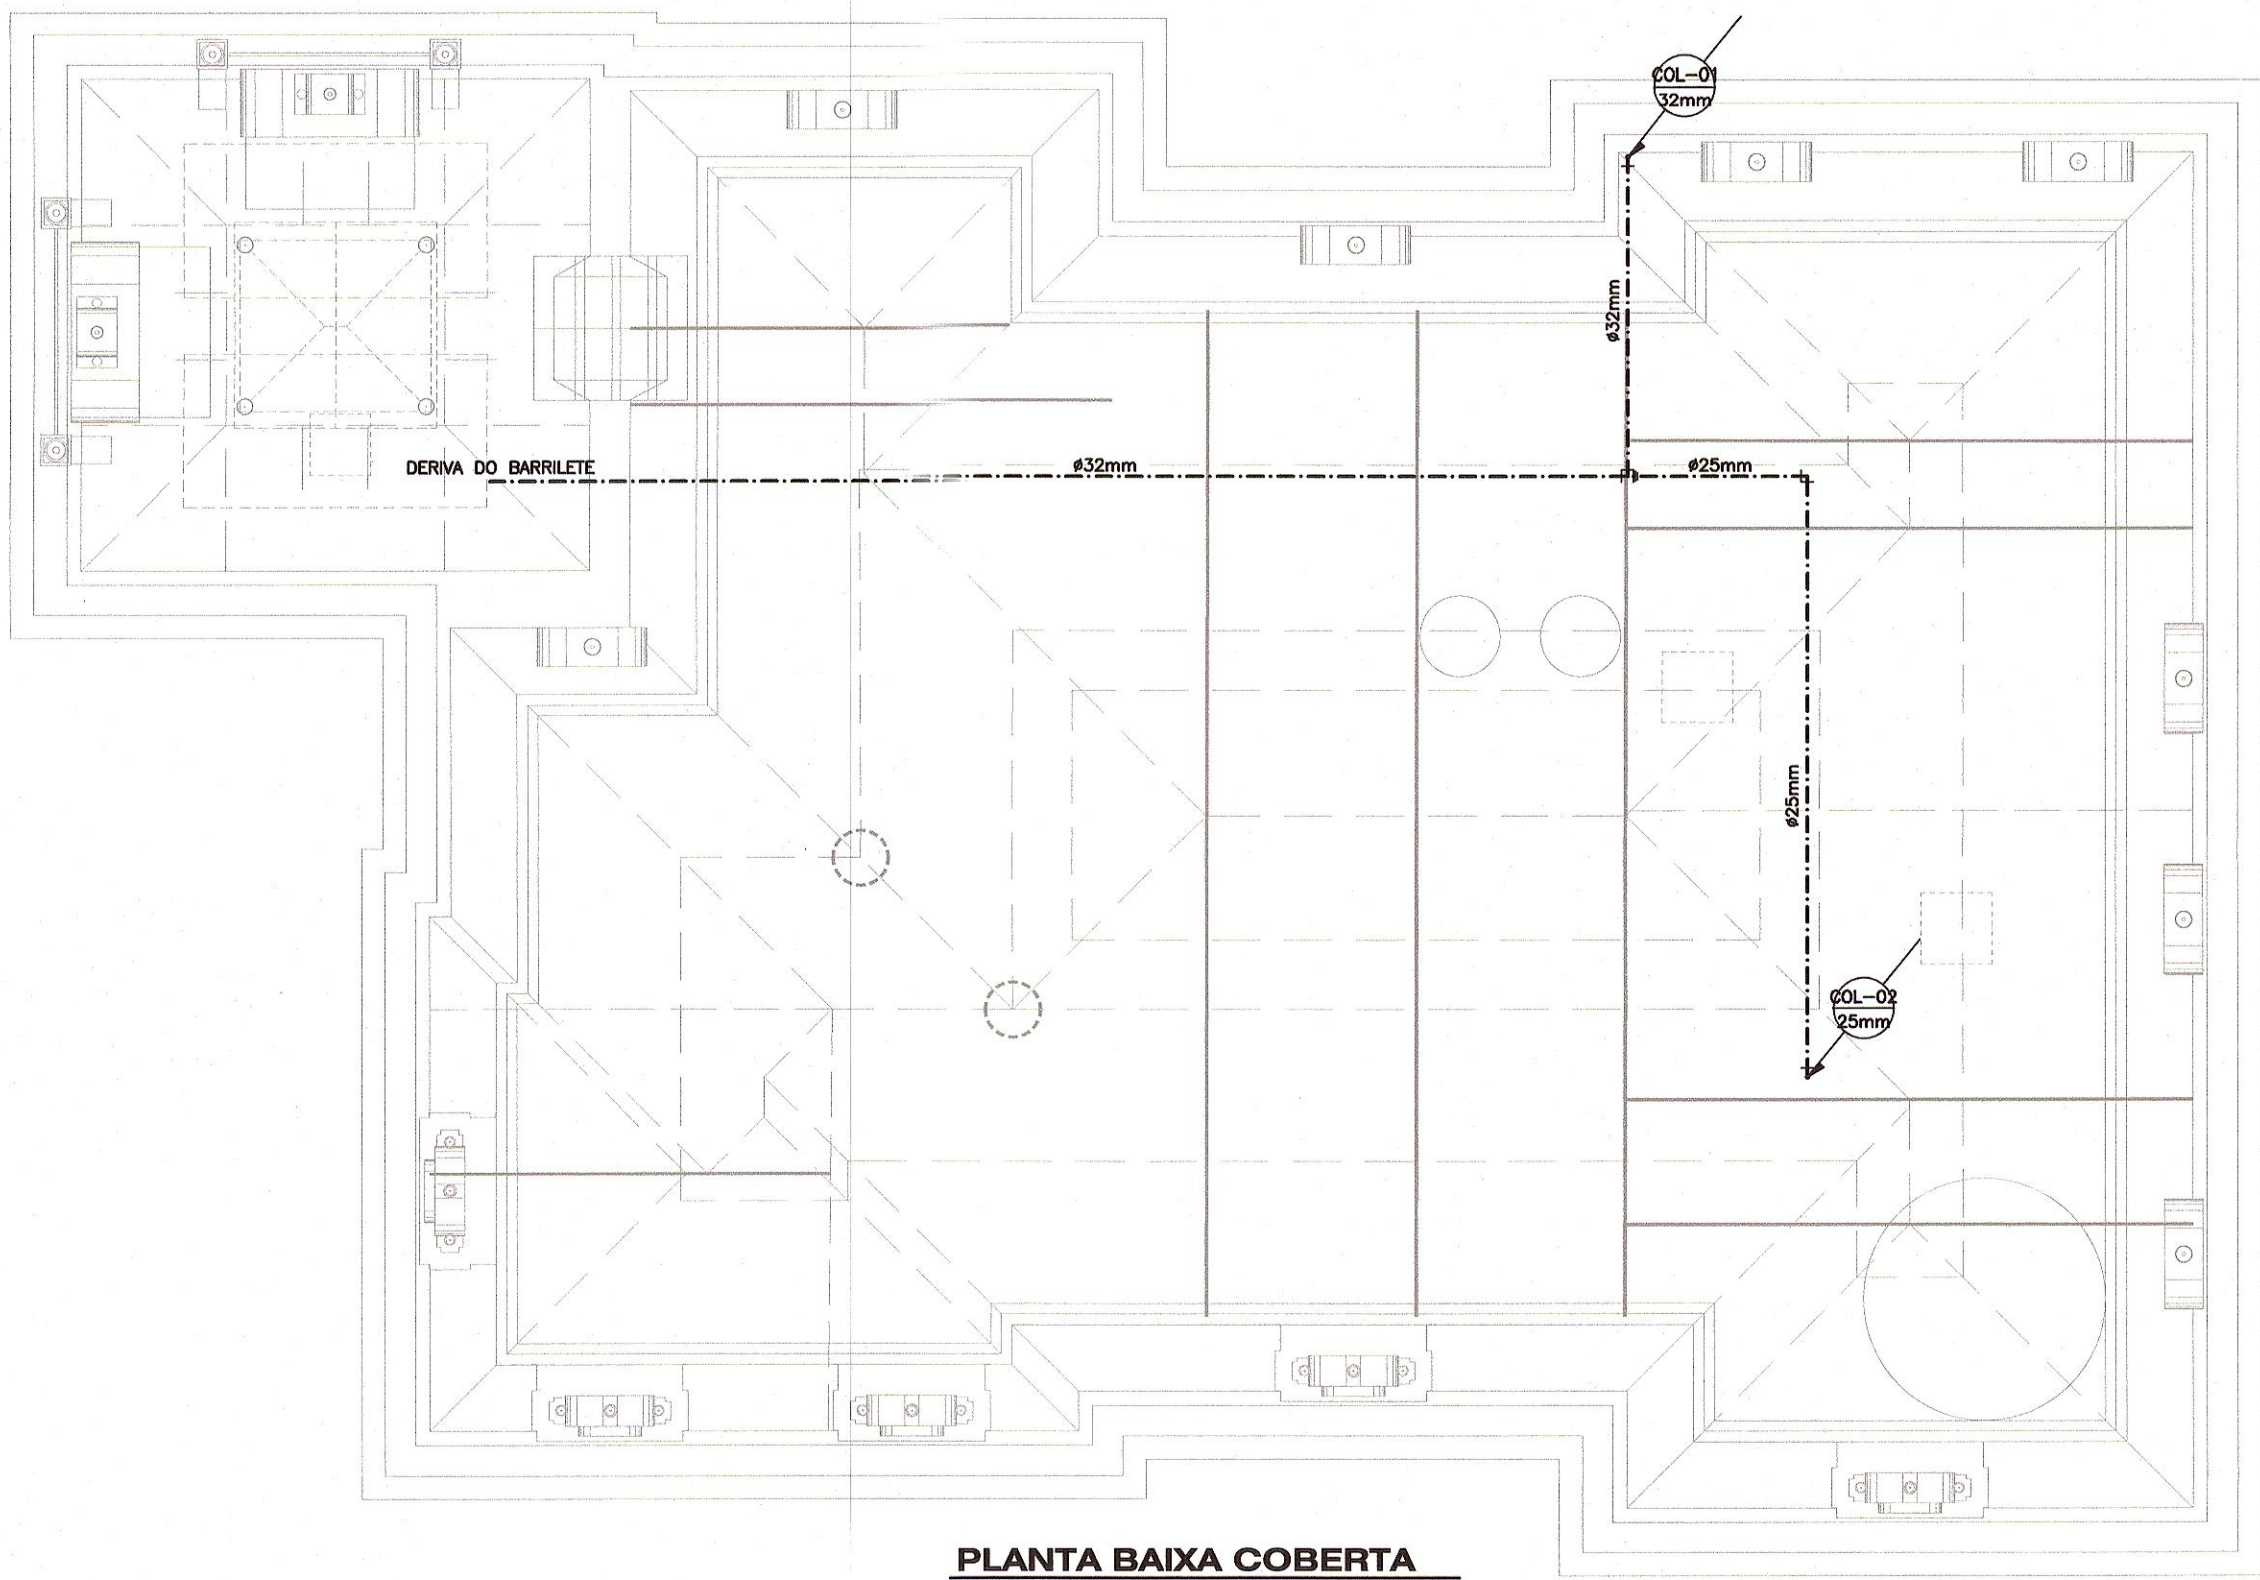 COL-01
32mm
ø32mm
DERIVA DO BARRILETE
ø32mm
ø25mm
ø25mm
COL-02
25mm
PLANTA BAIXA COBERTA